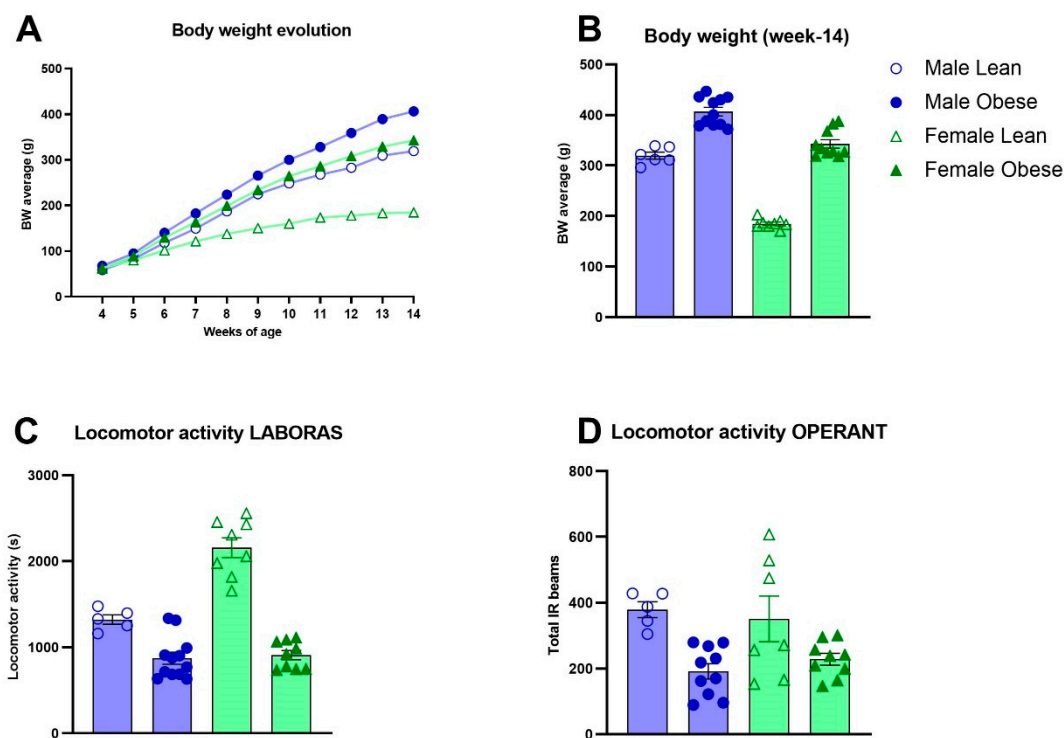 A
Body weight evolution
BW average (g)
500
400
300
200
100
0
4 5 6 7 8 9 10 11 12 13 14
Weeks of age
B
Body weight (week-14)
BW average (g)
500
400
300
200
100
0
Male Lean
Male Obese
Female Lean
Female Obese
C
Locomotor activity LABORAS
Locomotor activity (s)
3000
2000
1000
0
D
Locomotor activity OPERANT
Total IR beams
800
600
400
200
0